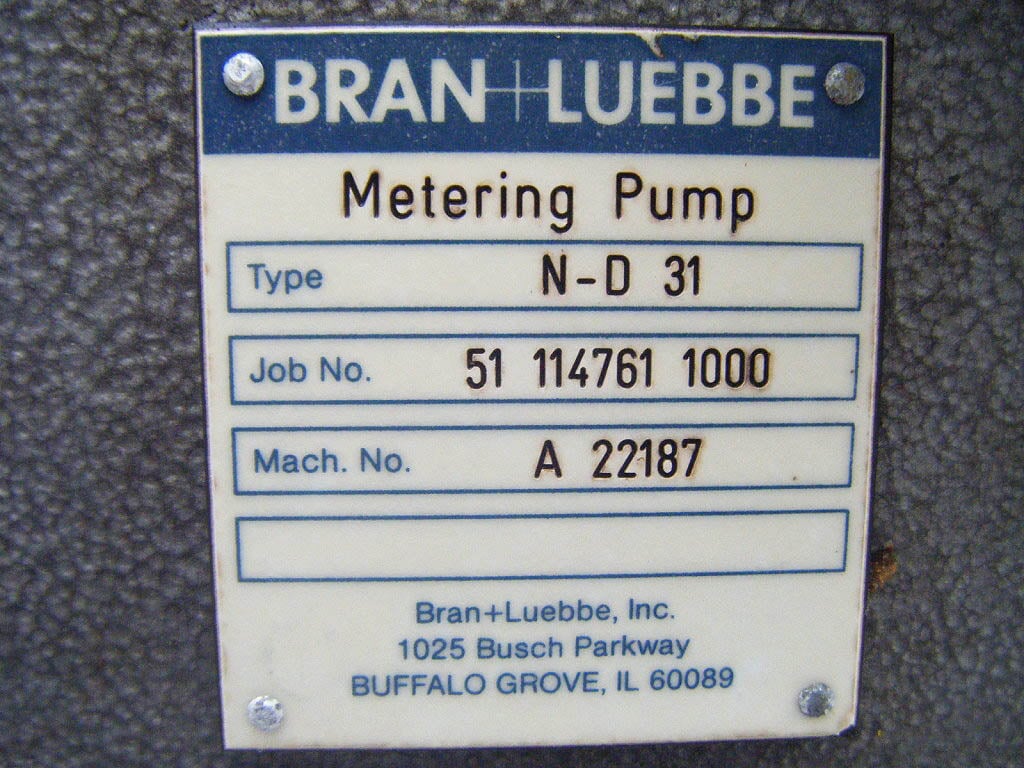 BRAN+LUEBBE
Metering Pump
Type N-D 31
Job No. 51 114761 1000
Mach. No. A 22187
Bran+Luebbe, Inc.
1025 Busch Parkway
BUFFALO GROVE, IL 60089